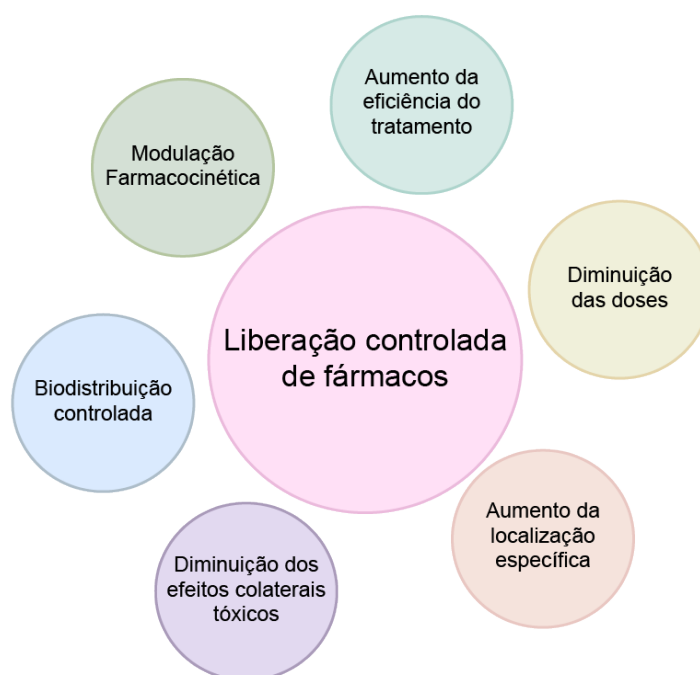 Aumento da
eficiência do
tratamento
Modulação
Farmacocinética
Diminuição
das doses
Liberação controlada
de fármacos
Biodistribuição
controlada
Aumento da
localização
específica
Diminuição dos
efeitos colaterais
tóxicos